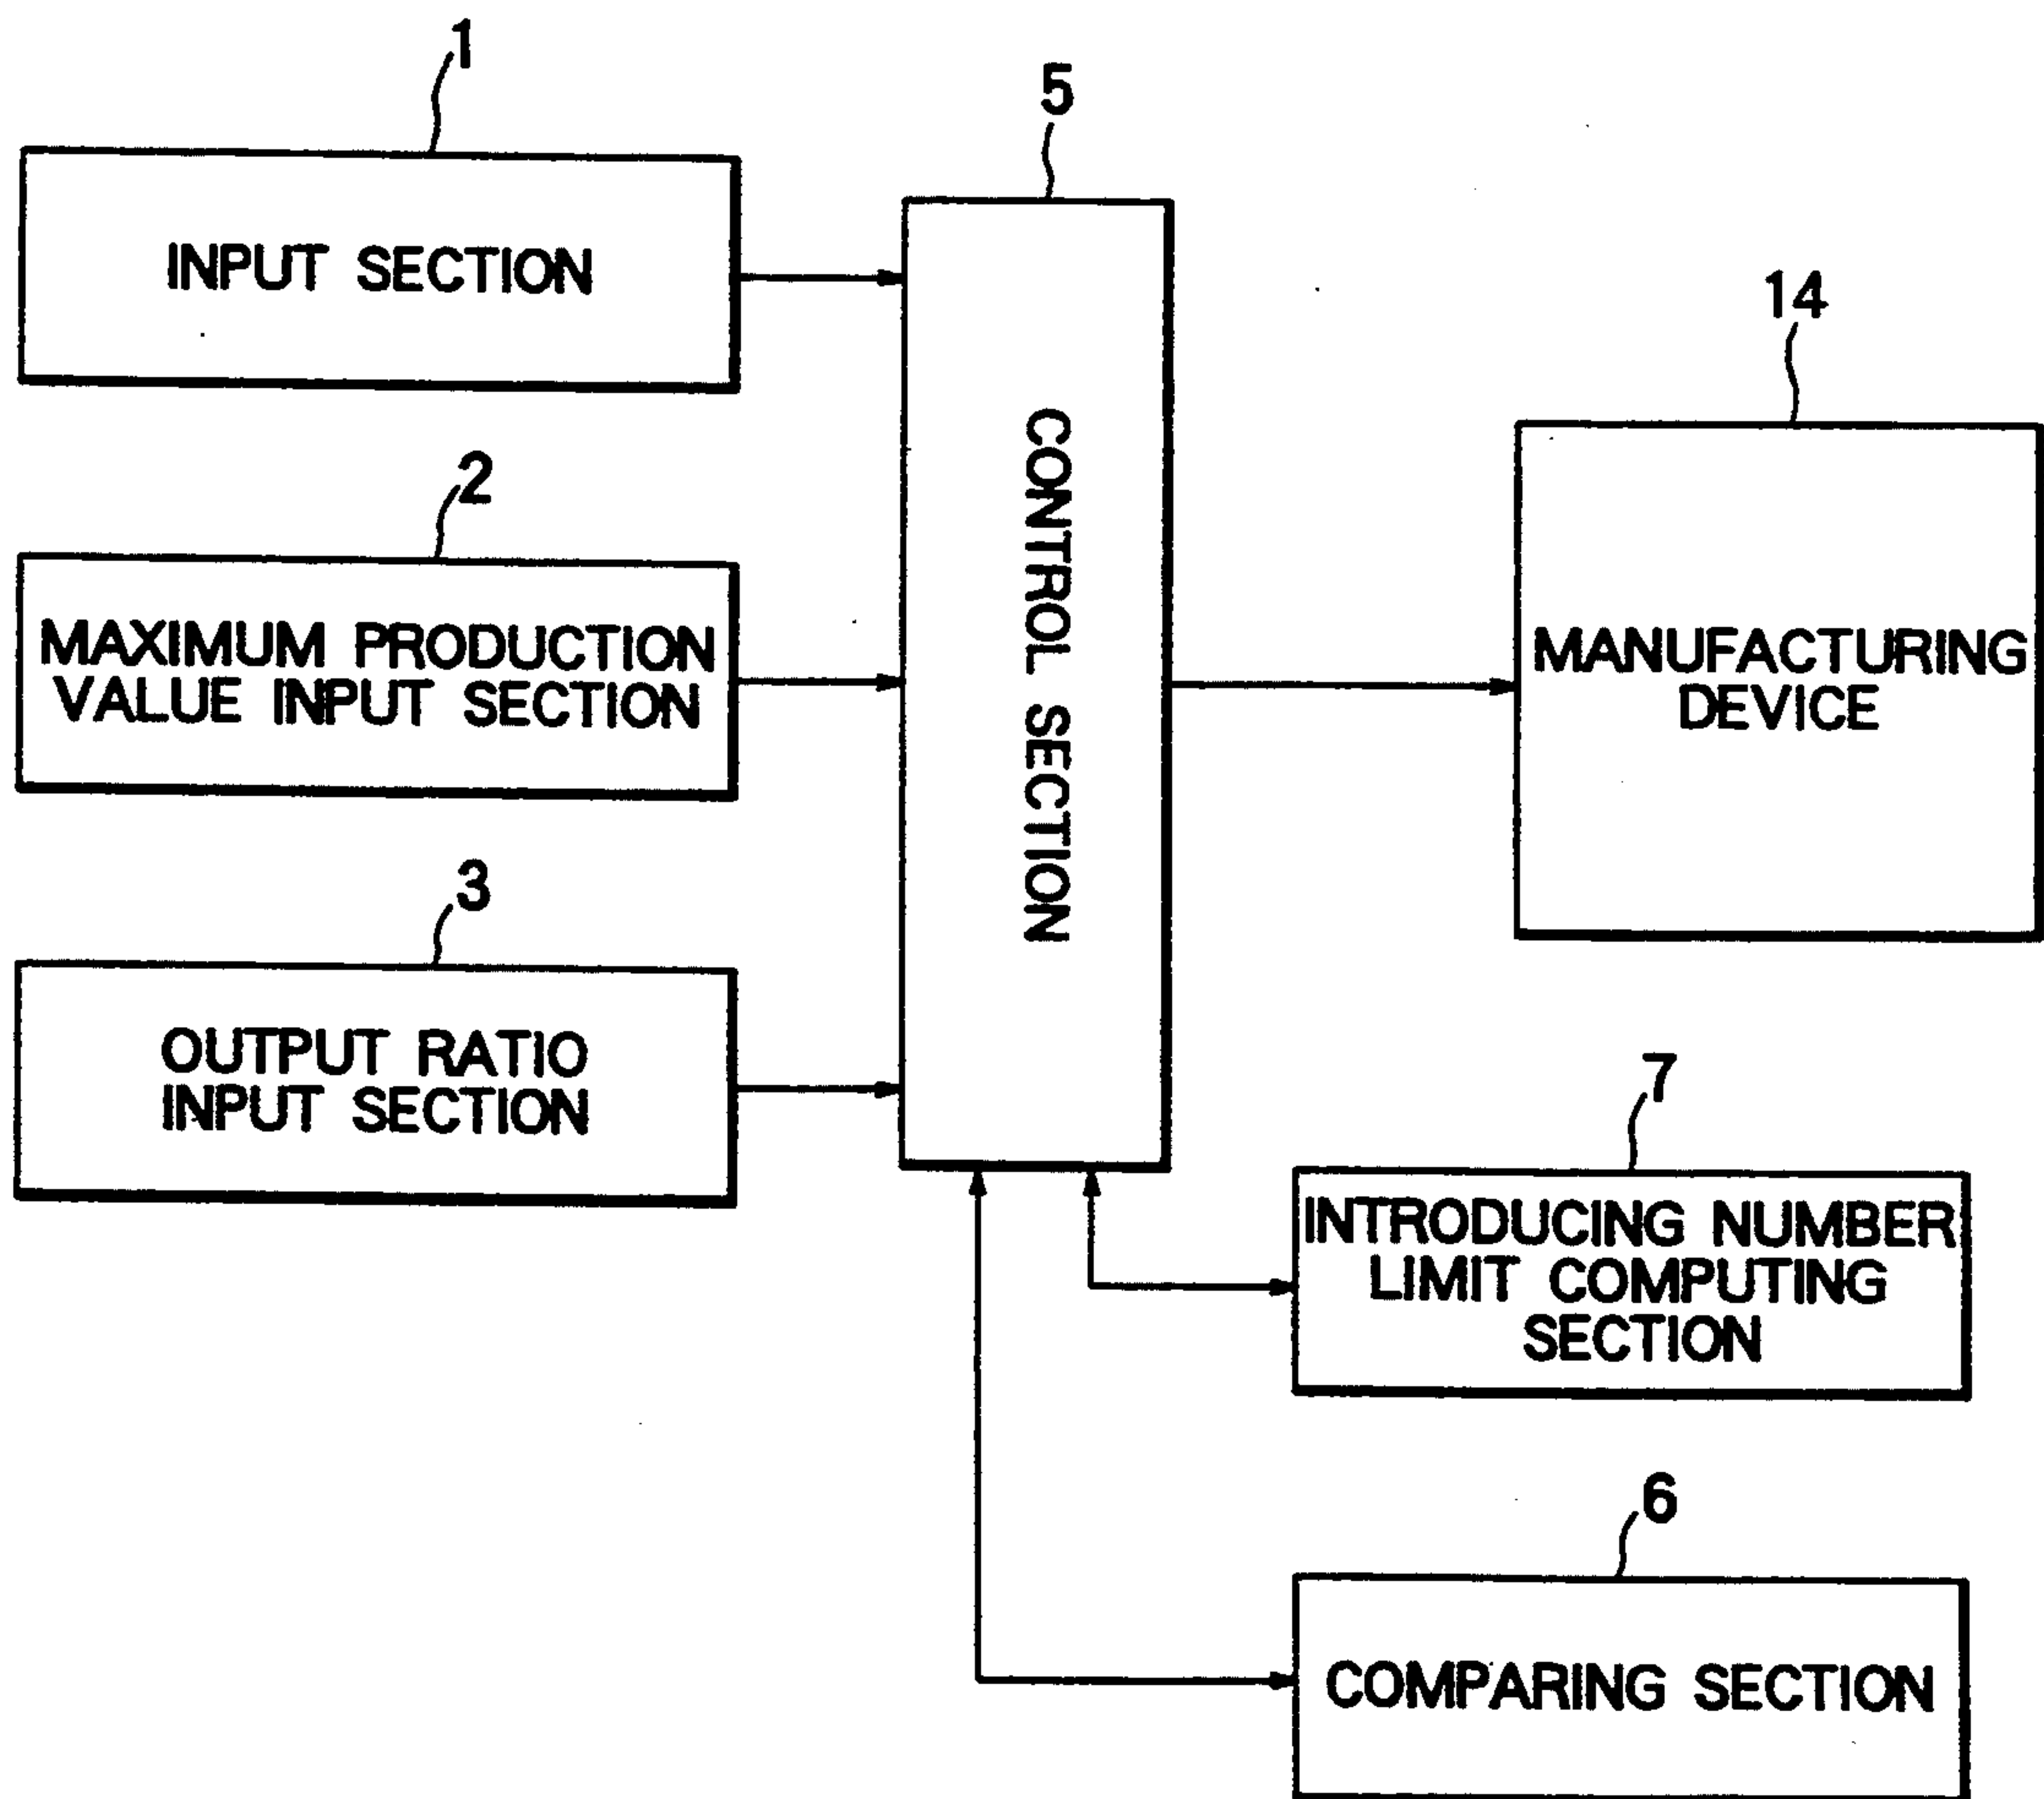 1
INPUT SECTION
2
MAXIMUM PRODUCTION
VALUE INPUT SECTION
3
OUTPUT RATIO
INPUT SECTION
5
CONTROL SECTION
14
MANUFACTURING
DEVICE
7
INTRODUCING NUMBER
LIMIT COMPUTING
SECTION
6
COMPARING SECTION